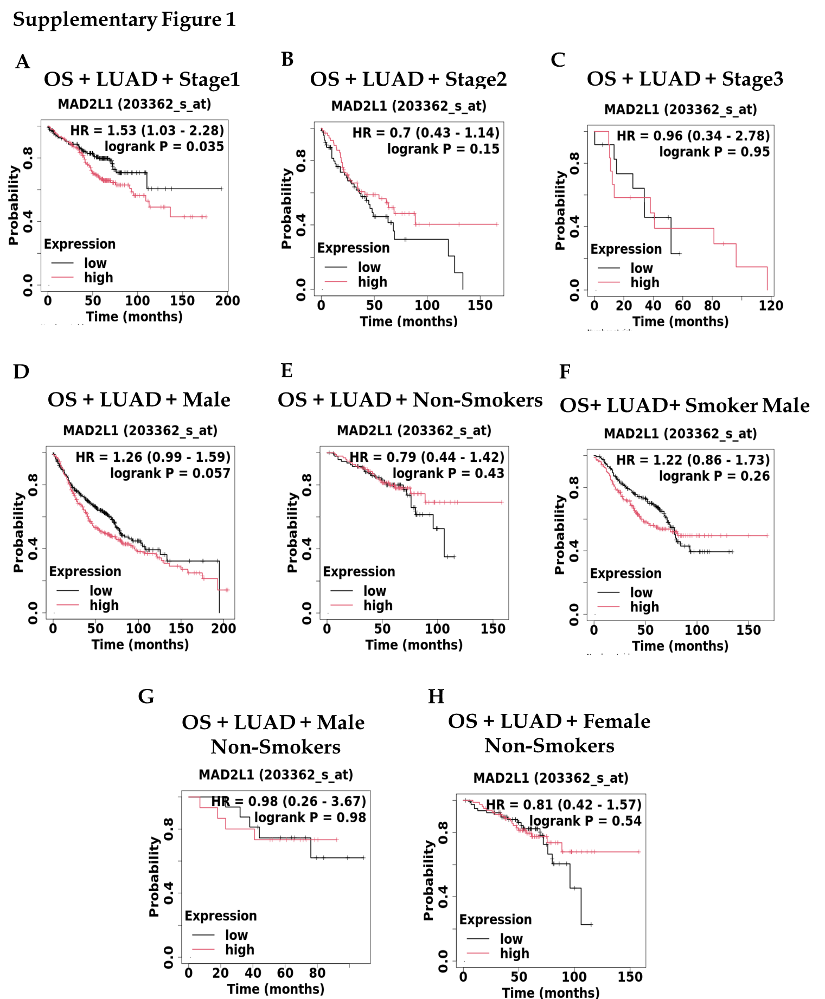 Supplementary Figure 1
A
OS + LUAD + Stage1
MAD2L1 (203362_s_at)
HR = 1.53 (1.03 - 2.28)
logrank P = 0.035
Probability
0.0 0.4 0.8
Expression
low
high
0 50 100 150 200
Time (months)
B
OS + LUAD + Stage2
MAD2L1 (203362_s_at)
HR = 0.7 (0.43 - 1.14)
logrank P = 0.15
Probability
0.0 0.4 0.8
Expression
low
high
0 50 100 150
Time (months)
C
OS + LUAD + Stage3
MAD2L1 (203362_s_at)
HR = 0.96 (0.34 - 2.78)
logrank P = 0.95
Probability
0.0 0.4 0.8
Expression
low
high
0 20 40 60 80 120
Time (months)
D
OS + LUAD + Male
MAD2L1 (203362_s_at)
HR = 1.26 (0.99 - 1.59)
logrank P = 0.057
Probability
0.0 0.4 0.8
Expression
low
high
0 50 100 150 200
Time (months)
E
OS + LUAD + Non-Smokers
MAD2L1 (203362_s_at)
HR = 0.79 (0.44 - 1.42)
logrank P = 0.43
Probability
0.0 0.4 0.8
Expression
low
high
0 50 100 150
Time (months)
F
OS+ LUAD+ Smoker Male
MAD2L1 (203362_s_at)
HR = 1.22 (0.86 - 1.73)
logrank P = 0.26
Probability
0.0 0.4 0.8
Expression
low
high
0 50 100 150
Time (months)
G
OS + LUAD + Male
Non-Smokers
MAD2L1 (203362_s_at)
HR = 0.98 (0.26 - 3.67)
logrank P = 0.98
Probability
0.0 0.4 0.8
Expression
low
high
0 20 40 60 80
Time (months)
H
OS + LUAD + Female
Non-Smokers
MAD2L1 (203362_s_at)
HR = 0.81 (0.42 - 1.57)
logrank P = 0.54
Probability
0.0 0.4 0.8
Expression
low
high
0 50 100 150
Time (months)